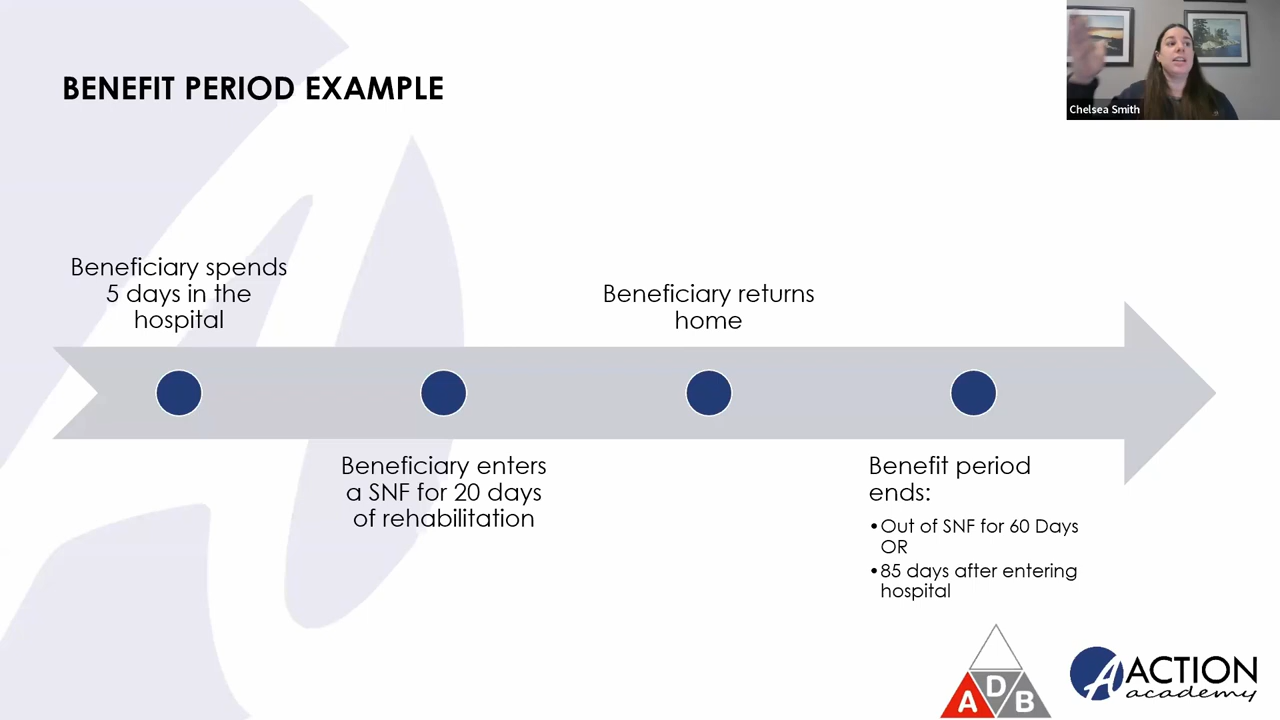 BENEFIT PERIOD EXAMPLE
Chelsea Smith
Beneficiary spends
5 days in the
hospital
Beneficiary enters
a SNF for 20 days
of rehabilitation
Beneficiary returns
home
Benefit period
ends:
•Out of SNF for 60 Days
OR
•85 days after entering
hospital
A D B
A ACTION
academy